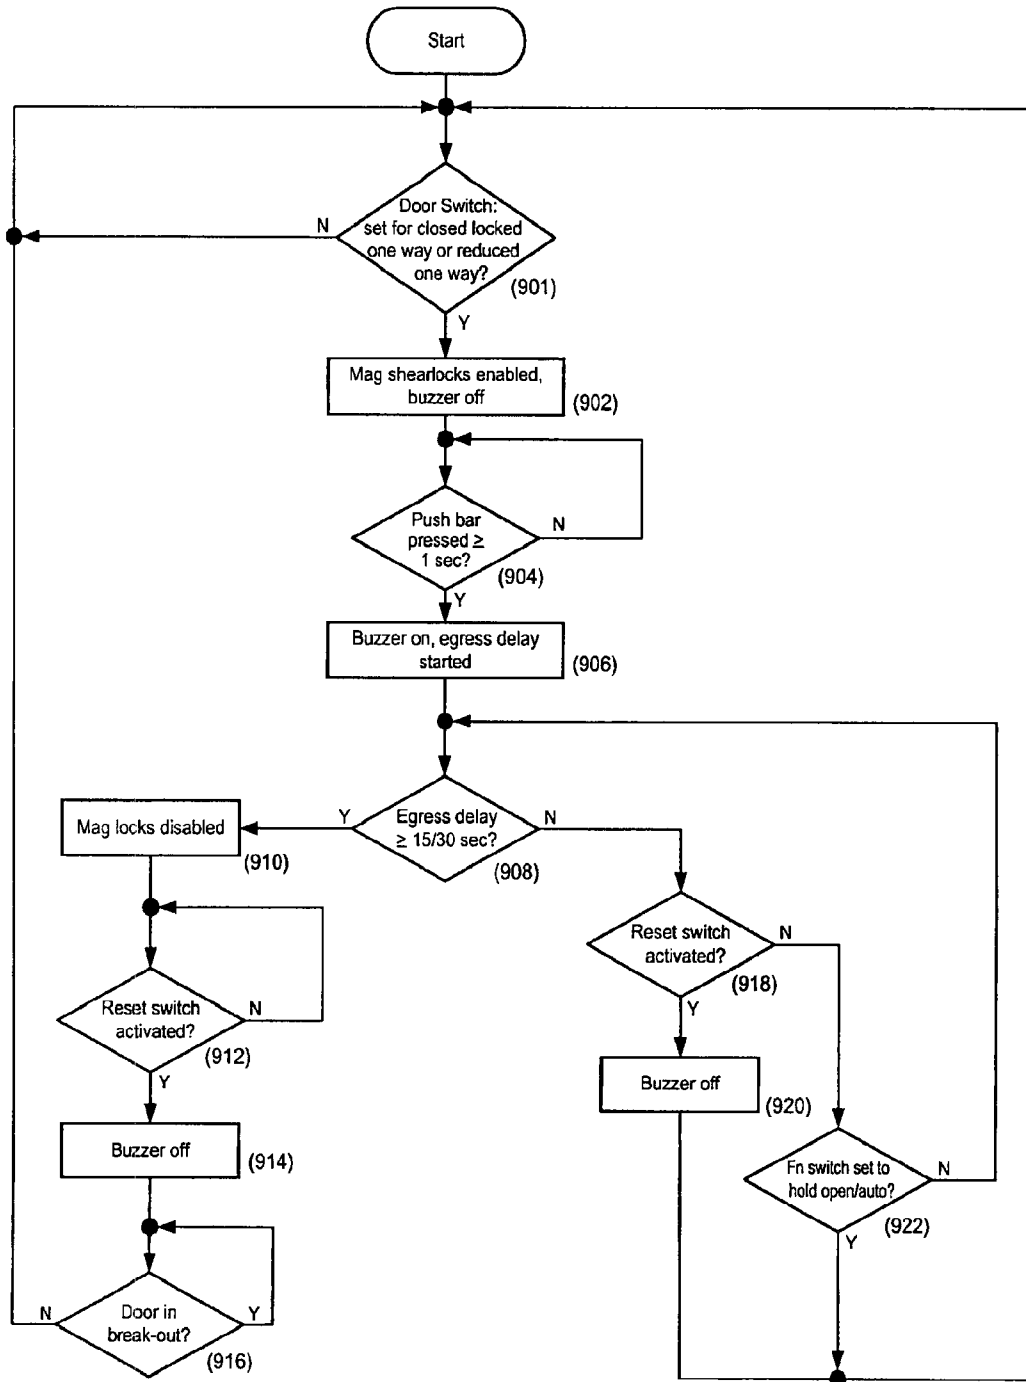 Start
Door Switch:
set for closed locked
one way or reduced
one way?
(901)
N
Y
Mag shearlocks enabled,
buzzer off
(902)
Push bar
pressed ≥
1 sec?
(904)
N
Y
Buzzer on, egress delay
started
(906)
Egress delay
≥ 15/30 sec?
(908)
Y
N
Mag locks disabled
(910)
Reset switch
activated?
(912)
N
Y
Buzzer off
(914)
Door in
break-out?
(916)
N
Y
Reset switch
activated?
(918)
N
Y
Buzzer off
(920)
Fn switch set to
hold open/auto?
(922)
N
Y